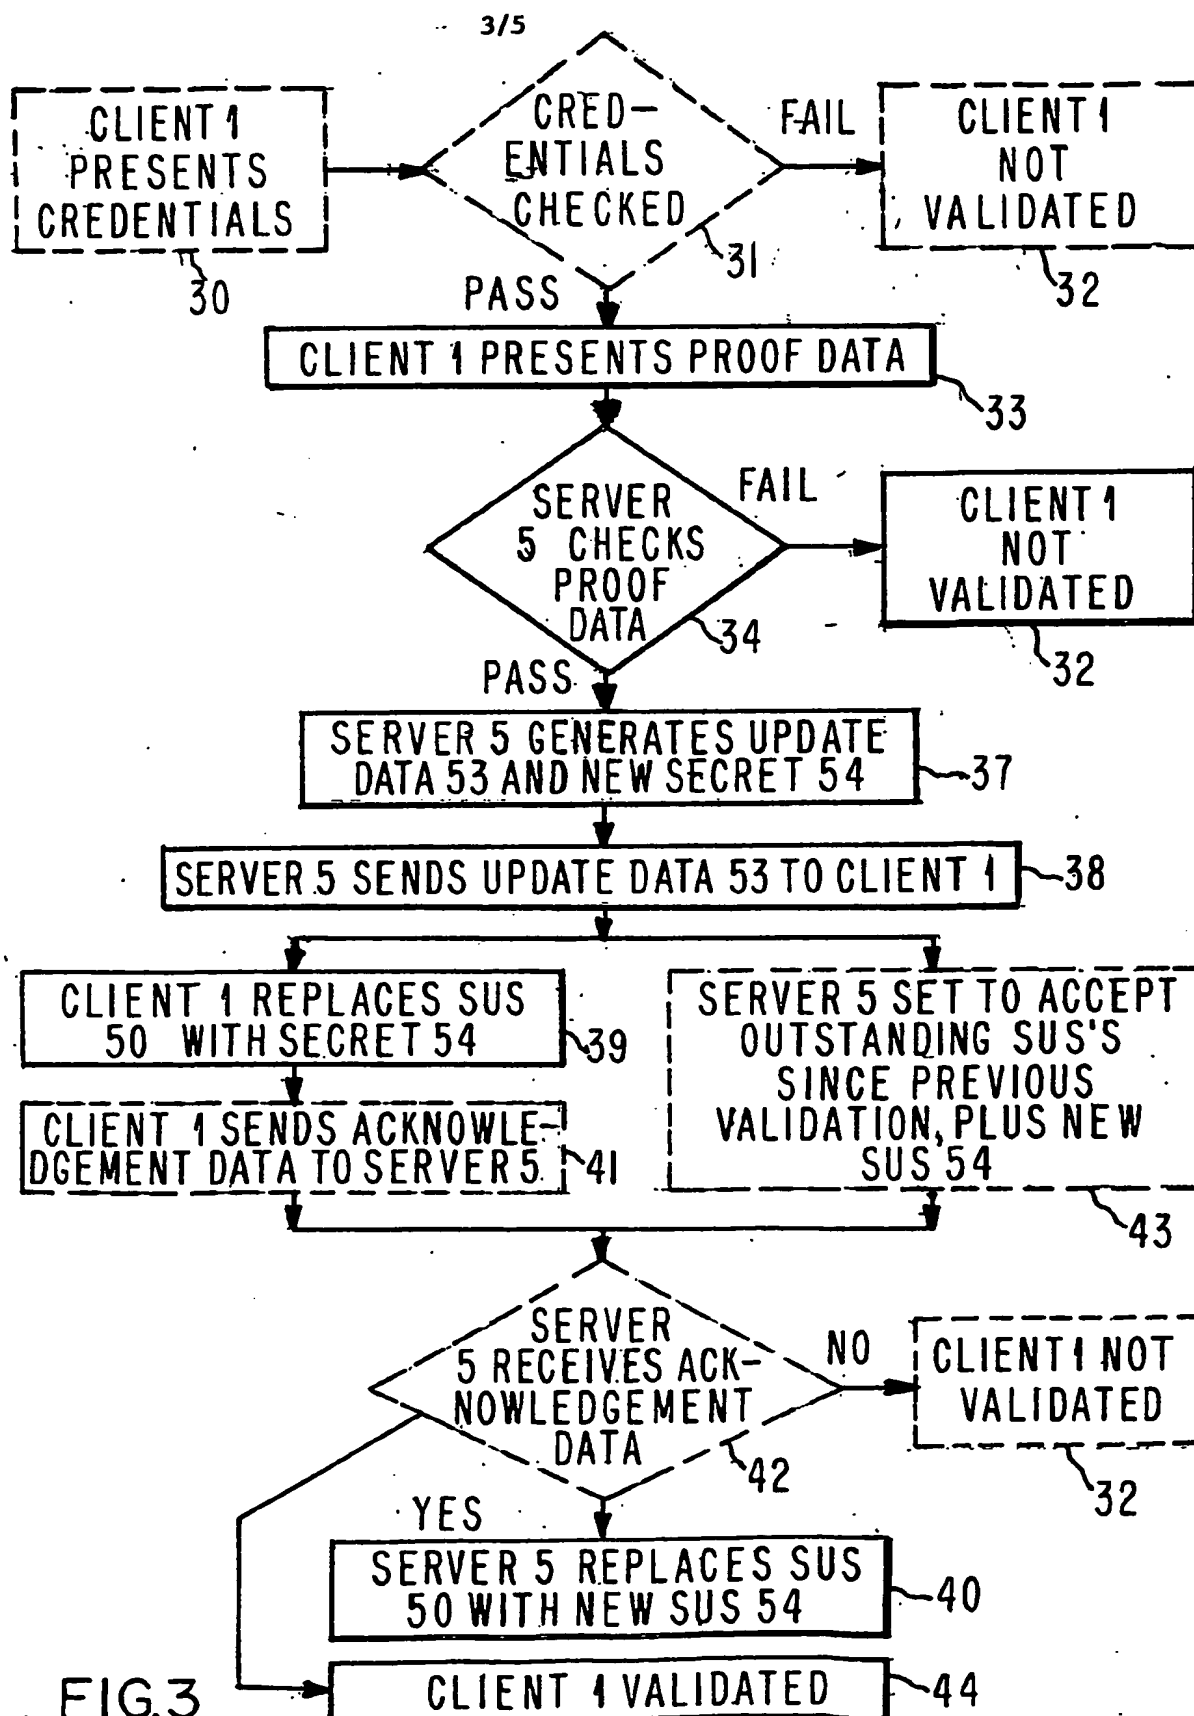 3/5
CLIENT 1
PRESENTS
CREDENTIALS
30
CRED-
ENTIALS
CHECKED
31
FAIL
CLIENT 1
NOT
VALIDATED
32
PASS
CLIENT 1 PRESENTS PROOF DATA
33
SERVER
5 CHECKS
PROOF
DATA
34
FAIL
CLIENT 1
NOT
VALIDATED
32
PASS
SERVER 5 GENERATES UPDATE
DATA 53 AND NEW SECRET 54
37
SERVER 5 SENDS UPDATE DATA 53 TO CLIENT 1
38
CLIENT 1 REPLACES SUS
50 WITH SECRET 54
39
CLIENT 1 SENDS ACKNOWLE-
DGEMENT DATA TO SERVER 5
41
SERVER 5 SET TO ACCEPT
OUTSTANDING SUS'S
SINCE PREVIOUS
VALIDATION, PLUS NEW
SUS 54
43
SERVER
5 RECEIVES ACK-
NOWLEDGEMENT
DATA
42
NO
CLIENT 1 NOT
VALIDATED
32
YES
SERVER 5 REPLACES SUS
50 WITH NEW SUS 54
40
CLIENT 1 VALIDATED
44
FIG.3